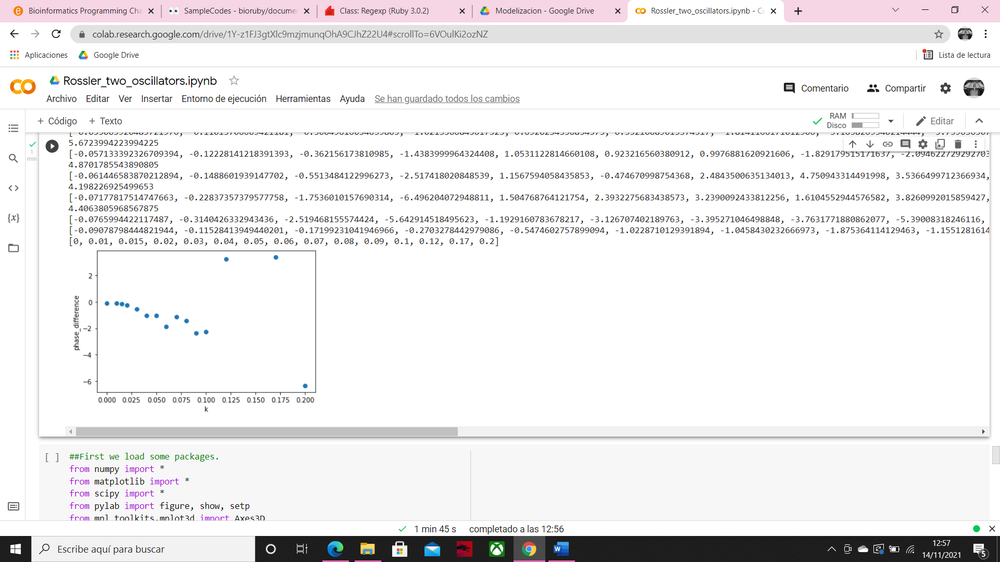 Bioinformatics Programming Cha
SampleCodes - bioruby/docume
Class: Regexp (Ruby 3.0.2)
Modelizacion - Google Drive
Rossler_two_oscillators.ipynb - Co
colab.research.google.com/drive/1Y-z1FJ3gtXlc9mzjmunqOhA9CJhZ22U4#scrollTo=6VOulKi2ozNZ
Aplicaciones
Google Drive
Lista de lectura
Rossler_two_oscillators.ipynb
Comentario
Compartir
Archivo Editar Ver Insertar Entorno de ejecución Herramientas Ayuda Se han guardado todos los cambios
+ Código + Texto
RAM
Disco
Editar
1
min
5.6723994223994225
[-0.057133392326709394, -0.12228141218391393, -0.362156173810985, -1.4383999964324408, 1.0531122814660108, 0.923216560380912, 0.9976881620921606, -1.829179515171637, -2.094622729292703
4.8701785543890805
[-0.061446583870212894, -0.1488601939147702, -0.5513484122996273, -2.517418020848539, 1.1567594058435853, -0.474670998754368, 2.4843500635134013, 4.750943314491998, 3.5366499712366934,
4.198226925499653
[-0.07177817514747663, -0.22837357379577758, -1.7536010157690314, -6.496204072948811, 1.504768764121754, 2.3932275683438573, 3.2390092433812256, 1.6104552944576582, 3.8260992015859427,
4.4063805968567875
[-0.0765994422117487, -0.3140426332943436, -2.519468155574424, -5.642914518495623, -1.1929160783678217, -3.126707402189763, -3.395271046498848, -3.7631771880862077, -5.39008318246116,
[-0.09078798444821944, -0.11528413949440201, -0.17199231041946966, -0.2703278442979086, -0.5474602757899094, -1.0228710129391894, -1.0458430232666973, -1.875364114129463, -1.1551281614
[0, 0.01, 0.015, 0.02, 0.03, 0.04, 0.05, 0.06, 0.07, 0.08, 0.09, 0.1, 0.12, 0.17, 0.2]
2
0
−2
−4
−6
phase_difference
0.000 0.025 0.050 0.075 0.100 0.125 0.150 0.175 0.200
k
[ ] ##First we load some packages.
from numpy import *
from matplotlib import *
from scipy import *
from pylab import figure, show, setp
from mpl_toolkits.mplot3d import Axes3D
1 min 45 s completado a las 12:56
Escribe aquí para buscar
12:57
14/11/2021
5